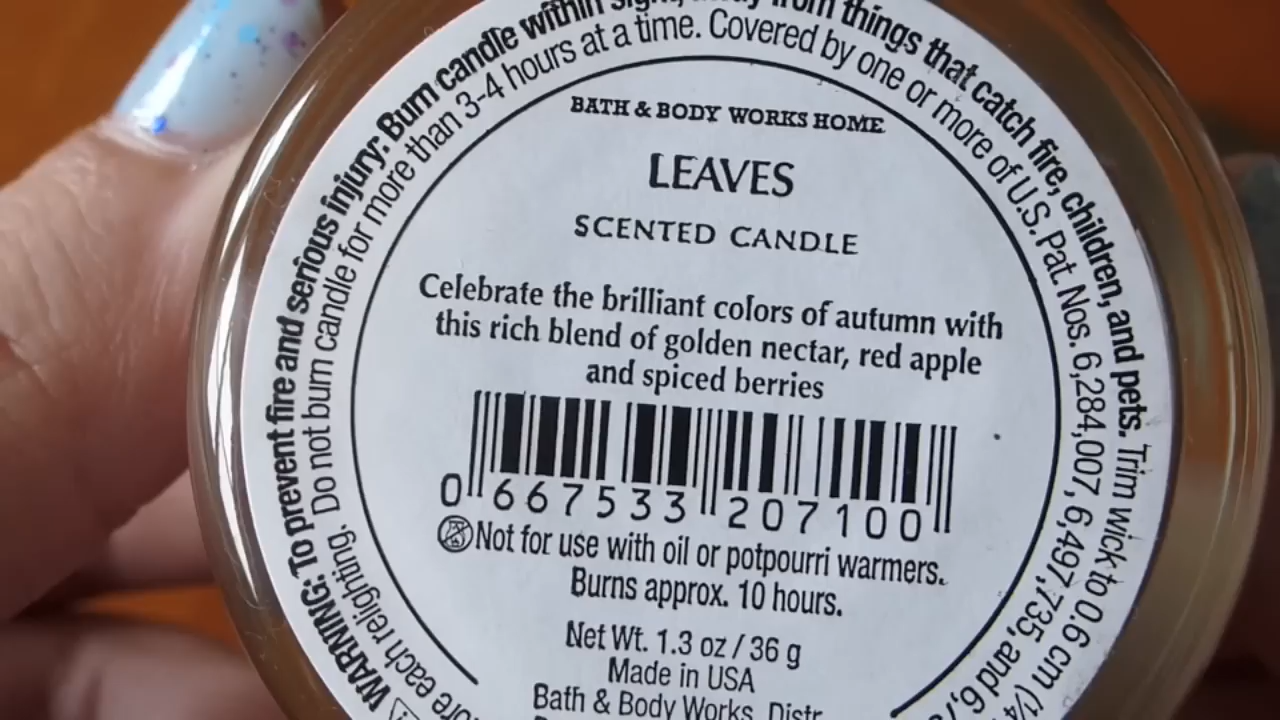 BATH & BODY WORKS HOME
LEAVES
SCENTED CANDLE
Celebrate the brilliant colors of autumn with
this rich blend of golden nectar, red apple
and spiced berries
0 667533 207100
Not for use with oil or potpourri warmers.
Burns approx. 10 hours.
Net Wt. 1.3 oz / 36 g
Made in USA
Bath & Body Works, Distr.
WARNING: To prevent fire and serious injury: Burn candle within sight, away from things that catch fire, children, and pets. Trim wick to 0.6 cm (1/4
each relighting. Do not burn candle for more than 3-4 hours at a time. Covered by one or more of U.S. Pat. Nos. 6,284,007, 6,497,735, and